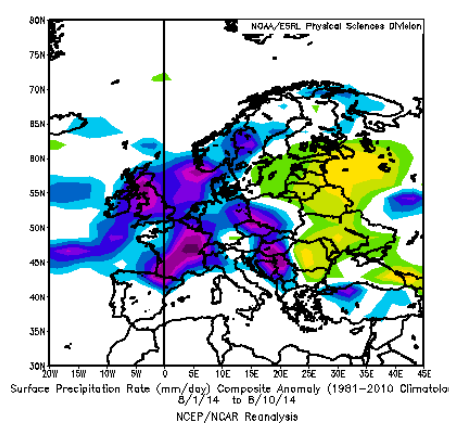 NOAA/ESRL Physical Sciences Division
80N
75N
70N
65N
60N
55N
50N
45N
40N
35N
30N
20W 15W 10W 5W 0 5E 10E 15E 20E 25E 30E 35E 40E 45E
Surface Precipitation Rate (mm/day) Composite Anomaly (1981-2010 Climatolo
8/1/14 to 8/10/14
NCEP/NCAR Reanalysis